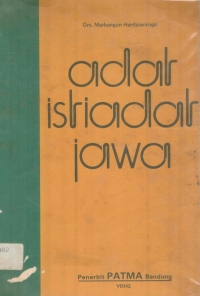 Drs. Marbangun Hardjowirogo
adat
istiadat
jawa
Penerbit PATMA Bandung